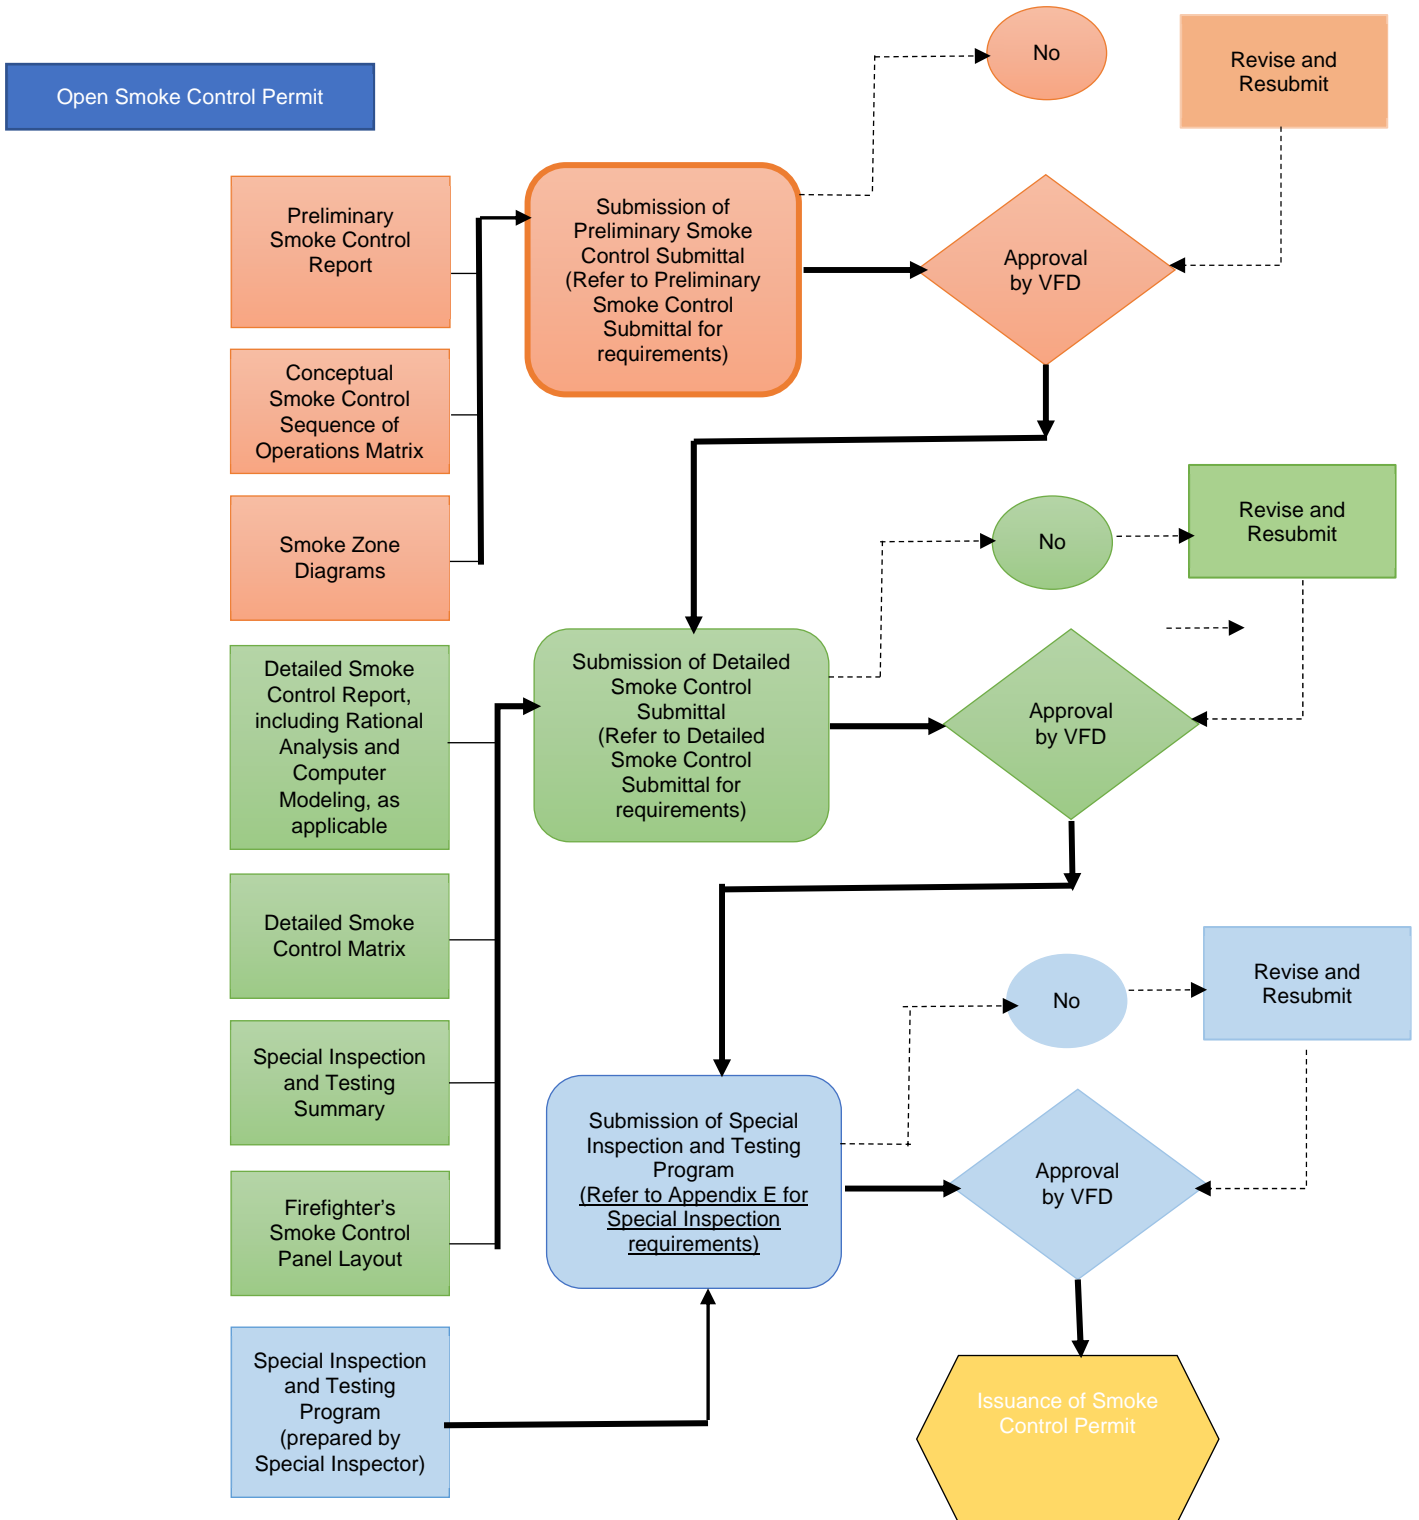 No
Revise and
Resubmit
Open Smoke Control Permit
Preliminary
Smoke Control
Report
Submission of
Preliminary Smoke
Control Submittal
(Refer to Preliminary
Smoke Control
Submittal for
requirements)
Approval
by VFD
Conceptual
Smoke Control
Sequence of
Operations Matrix
Smoke Zone
Diagrams
No
Revise and
Resubmit
Detailed Smoke
Control Report,
including Rational
Analysis and
Computer
Modeling, as
applicable
Submission of Detailed
Smoke Control
Submittal
(Refer to Detailed
Smoke Control
Submittal for
requirements)
Approval
by VFD
Detailed Smoke
Control Matrix
No
Revise and
Resubmit
Special Inspection
and Testing
Summary
Submission of Special
Inspection and Testing
Program
(Refer to Appendix E for
Special Inspection
requirements)
Approval
by VFD
Firefighter’s
Smoke Control
Panel Layout
Special Inspection
and Testing
Program
(prepared by
Special Inspector)
Issuance of Smoke
Control Permit